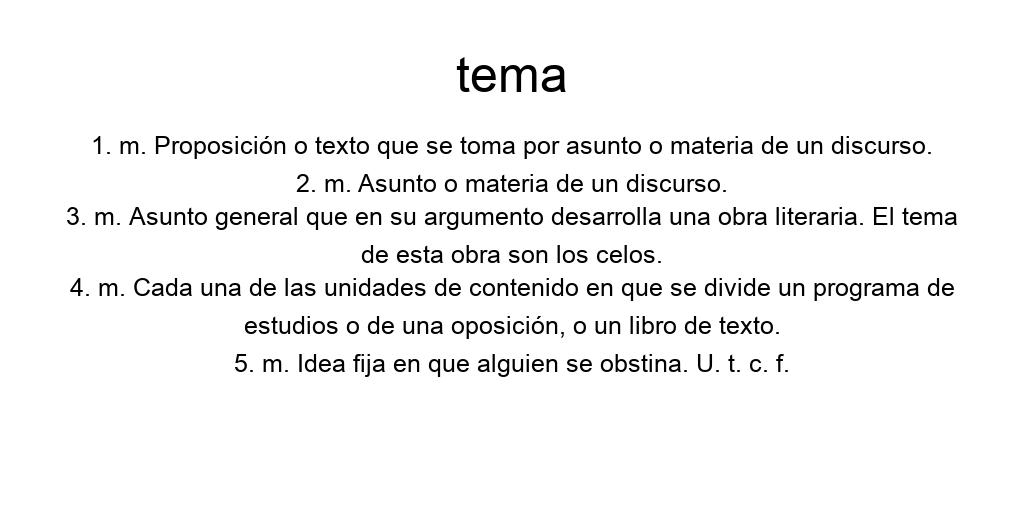 tema
1. m. Proposición o texto que se toma por asunto o materia de un discurso.
2. m. Asunto o materia de un discurso.
3. m. Asunto general que en su argumento desarrolla una obra literaria. El tema
de esta obra son los celos.
4. m. Cada una de las unidades de contenido en que se divide un programa de
estudios o de una oposición, o un libro de texto.
5. m. Idea fija en que alguien se obstina. U. t. c. f.